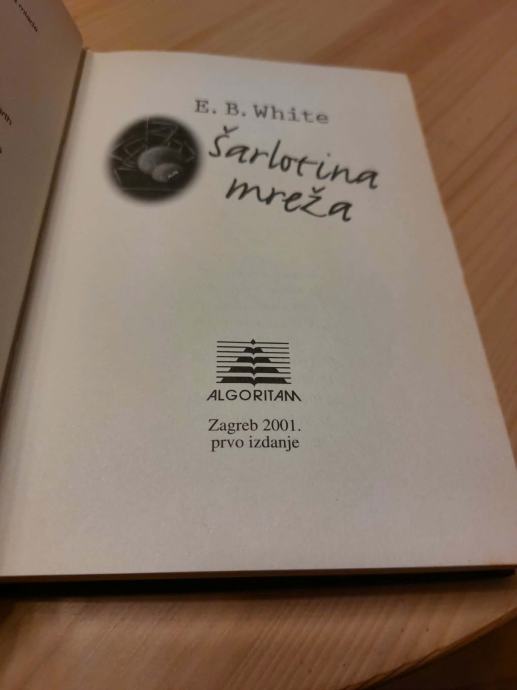 E. B. White
Šarlotina
mreža
ALGORITAM
Zagreb 2001.
prvo izdanje